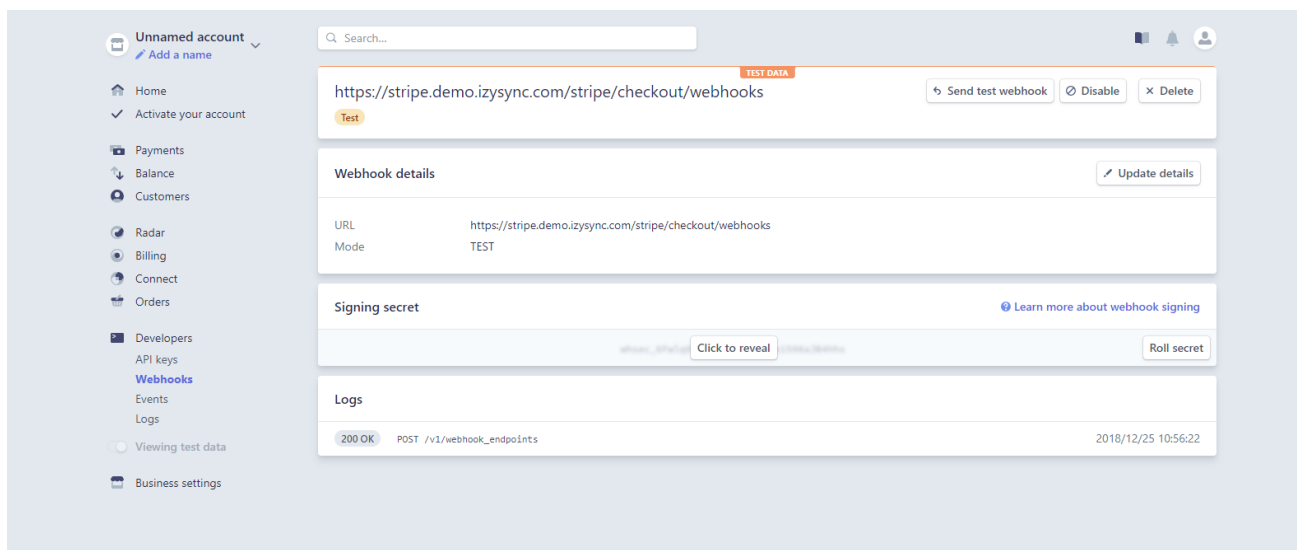 Unnamed account
Add a name
Search...
Home
Activate your account
Payments
Balance
Customers
Radar
Billing
Connect
Orders
Developers
API keys
Webhooks
Events
Logs
Viewing test data
Business settings
TEST DATA
https://stripe.demo.izysync.com/stripe/checkout/webhooks
Send test webhook
Disable
Delete
Test
Webhook details
Update details
URL https://stripe.demo.izysync.com/stripe/checkout/webhooks
Mode TEST
Signing secret
Learn more about webhook signing
Click to reveal
Roll secret
Logs
200 OK POST /v1/webhook_endpoints 2018/12/25 10:56:22